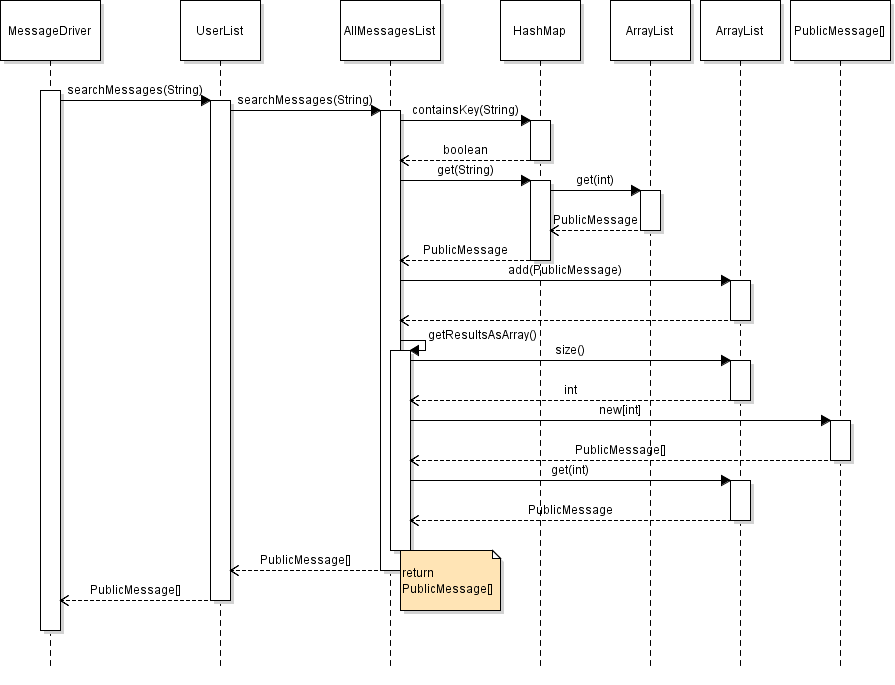 MessageDriver
UserList
AllMessagesList
HashMap
ArrayList
ArrayList
PublicMessage[]
searchMessages(String)
searchMessages(String)
containsKey(String)
boolean
get(String)
get(int)
PublicMessage
PublicMessage
add(PublicMessage)
getResultsAsArray()
size()
int
new[int]
PublicMessage[]
get(int)
PublicMessage
PublicMessage[]
return
PublicMessage[]
PublicMessage[]